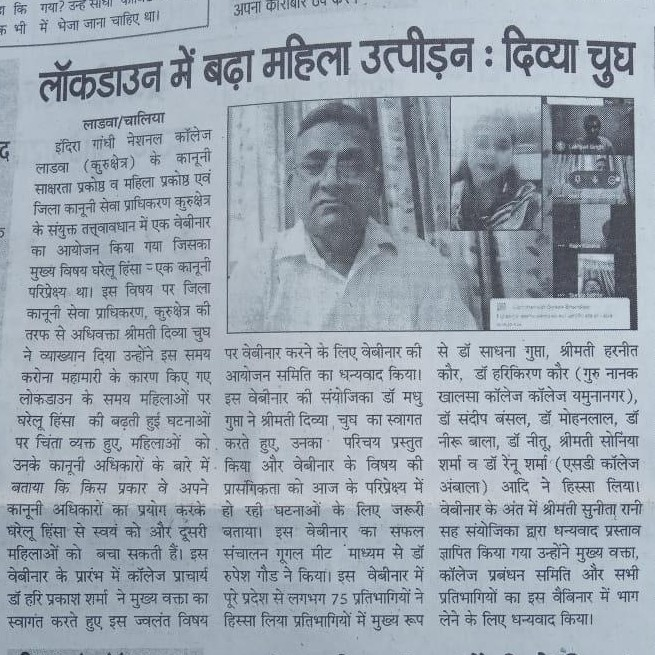 कि गया? उन्हें सीधा
क भी में भेजा जाना चाहिए था।
अपना कारोबार ठप
लॉकडाउन में बढ़ा महिला उत्पीड़न : दिव्या चुघ
लाडवा/चालिया
इंदिरा गांधी नेशनल कॉलेज
लाडवा (कुरुक्षेत्र) के कानूनी
साक्षरता प्रकोष्ठ व महिला प्रकोष्ठ एवं
जिला कानूनी सेवा प्राधिकरण कुरुक्षेत्र
के संयुक्त तत्त्वावधान में एक वेबीनार
का आयोजन किया गया जिसका
मुख्य विषय घरेलू हिंसा - एक कानूनी
परिप्रेक्ष्य था। इस विषय पर जिला
कानूनी सेवा प्राधिकरण, कुरुक्षेत्र की
तरफ से अधिवक्ता श्रीमती दिव्या चुघ
ने व्याख्यान दिया उन्होंने इस समय
करोना महामारी के कारण किए गए
लोकडाउन के समय महिलाओं पर
घरेलू हिंसा की बढ़ती हुई घटनाओं
पर चिंता व्यक्त हुए, महिलाओं को
उनके कानूनी अधिकारों के बारे में
बताया कि किस प्रकार वे अपने
कानूनी अधिकारों का प्रयोग करके
घरेलू हिंसा से स्वयं को और दूसरी
महिलाओं को बचा सकती हैं। इस
वेबीनार के प्रारंभ में कॉलेज प्राचार्य
डॉ हरि प्रकाश शर्मा ने मुख्य वक्ता का
स्वागत करते हुए इस ज्वलंत विषय
पर वेबीनार करने के लिए वेबीनार की
आयोजन समिति का धन्यवाद किया।
इस वेबीनार की संयोजिका डॉ मधु
गुप्ता ने श्रीमती दिव्या चुघ का स्वागत
करते हुए, उनका परिचय प्रस्तुत
किया और वेबीनार के विषय की
प्रासंगिकता को आज के परिप्रेक्ष्य में
हो रही घटनाओं के लिए जरूरी
बताया। इस वेबीनार का सफल
संचालन गूगल मीट माध्यम से डॉ
रुपेश गौड ने किया। इस वेबीनार में
पूरे प्रदेश से लगभग 75 प्रतिभागियों ने
हिस्सा लिया प्रतिभागियों में मुख्य रूप
से डॉ साधना गुप्ता, श्रीमती हरनीत
कौर, डॉ हरिकिरण कौर (गुरु नानक
खालसा कॉलेज कॉलेज यमुनानगर),
डॉ संदीप बंसल, डॉ मोहनलाल, डॉ
नीरू बाला, डॉ नीतू, श्रीमती सोनिया
शर्मा व डॉ रेनू शर्मा (एसडी कॉलेज
अंबाला) आदि ने हिस्सा लिया।
वेबीनार के अंत में श्रीमती सुनीता रानी
सह संयोजिका द्वारा धन्यवाद प्रस्ताव
ज्ञापित किया गया उन्होंने मुख्य वक्ता,
कॉलेज प्रबंधन समिति और सभी
प्रतिभागियों का इस वैबिनार में भाग
लेने के लिए धन्यवाद किया।